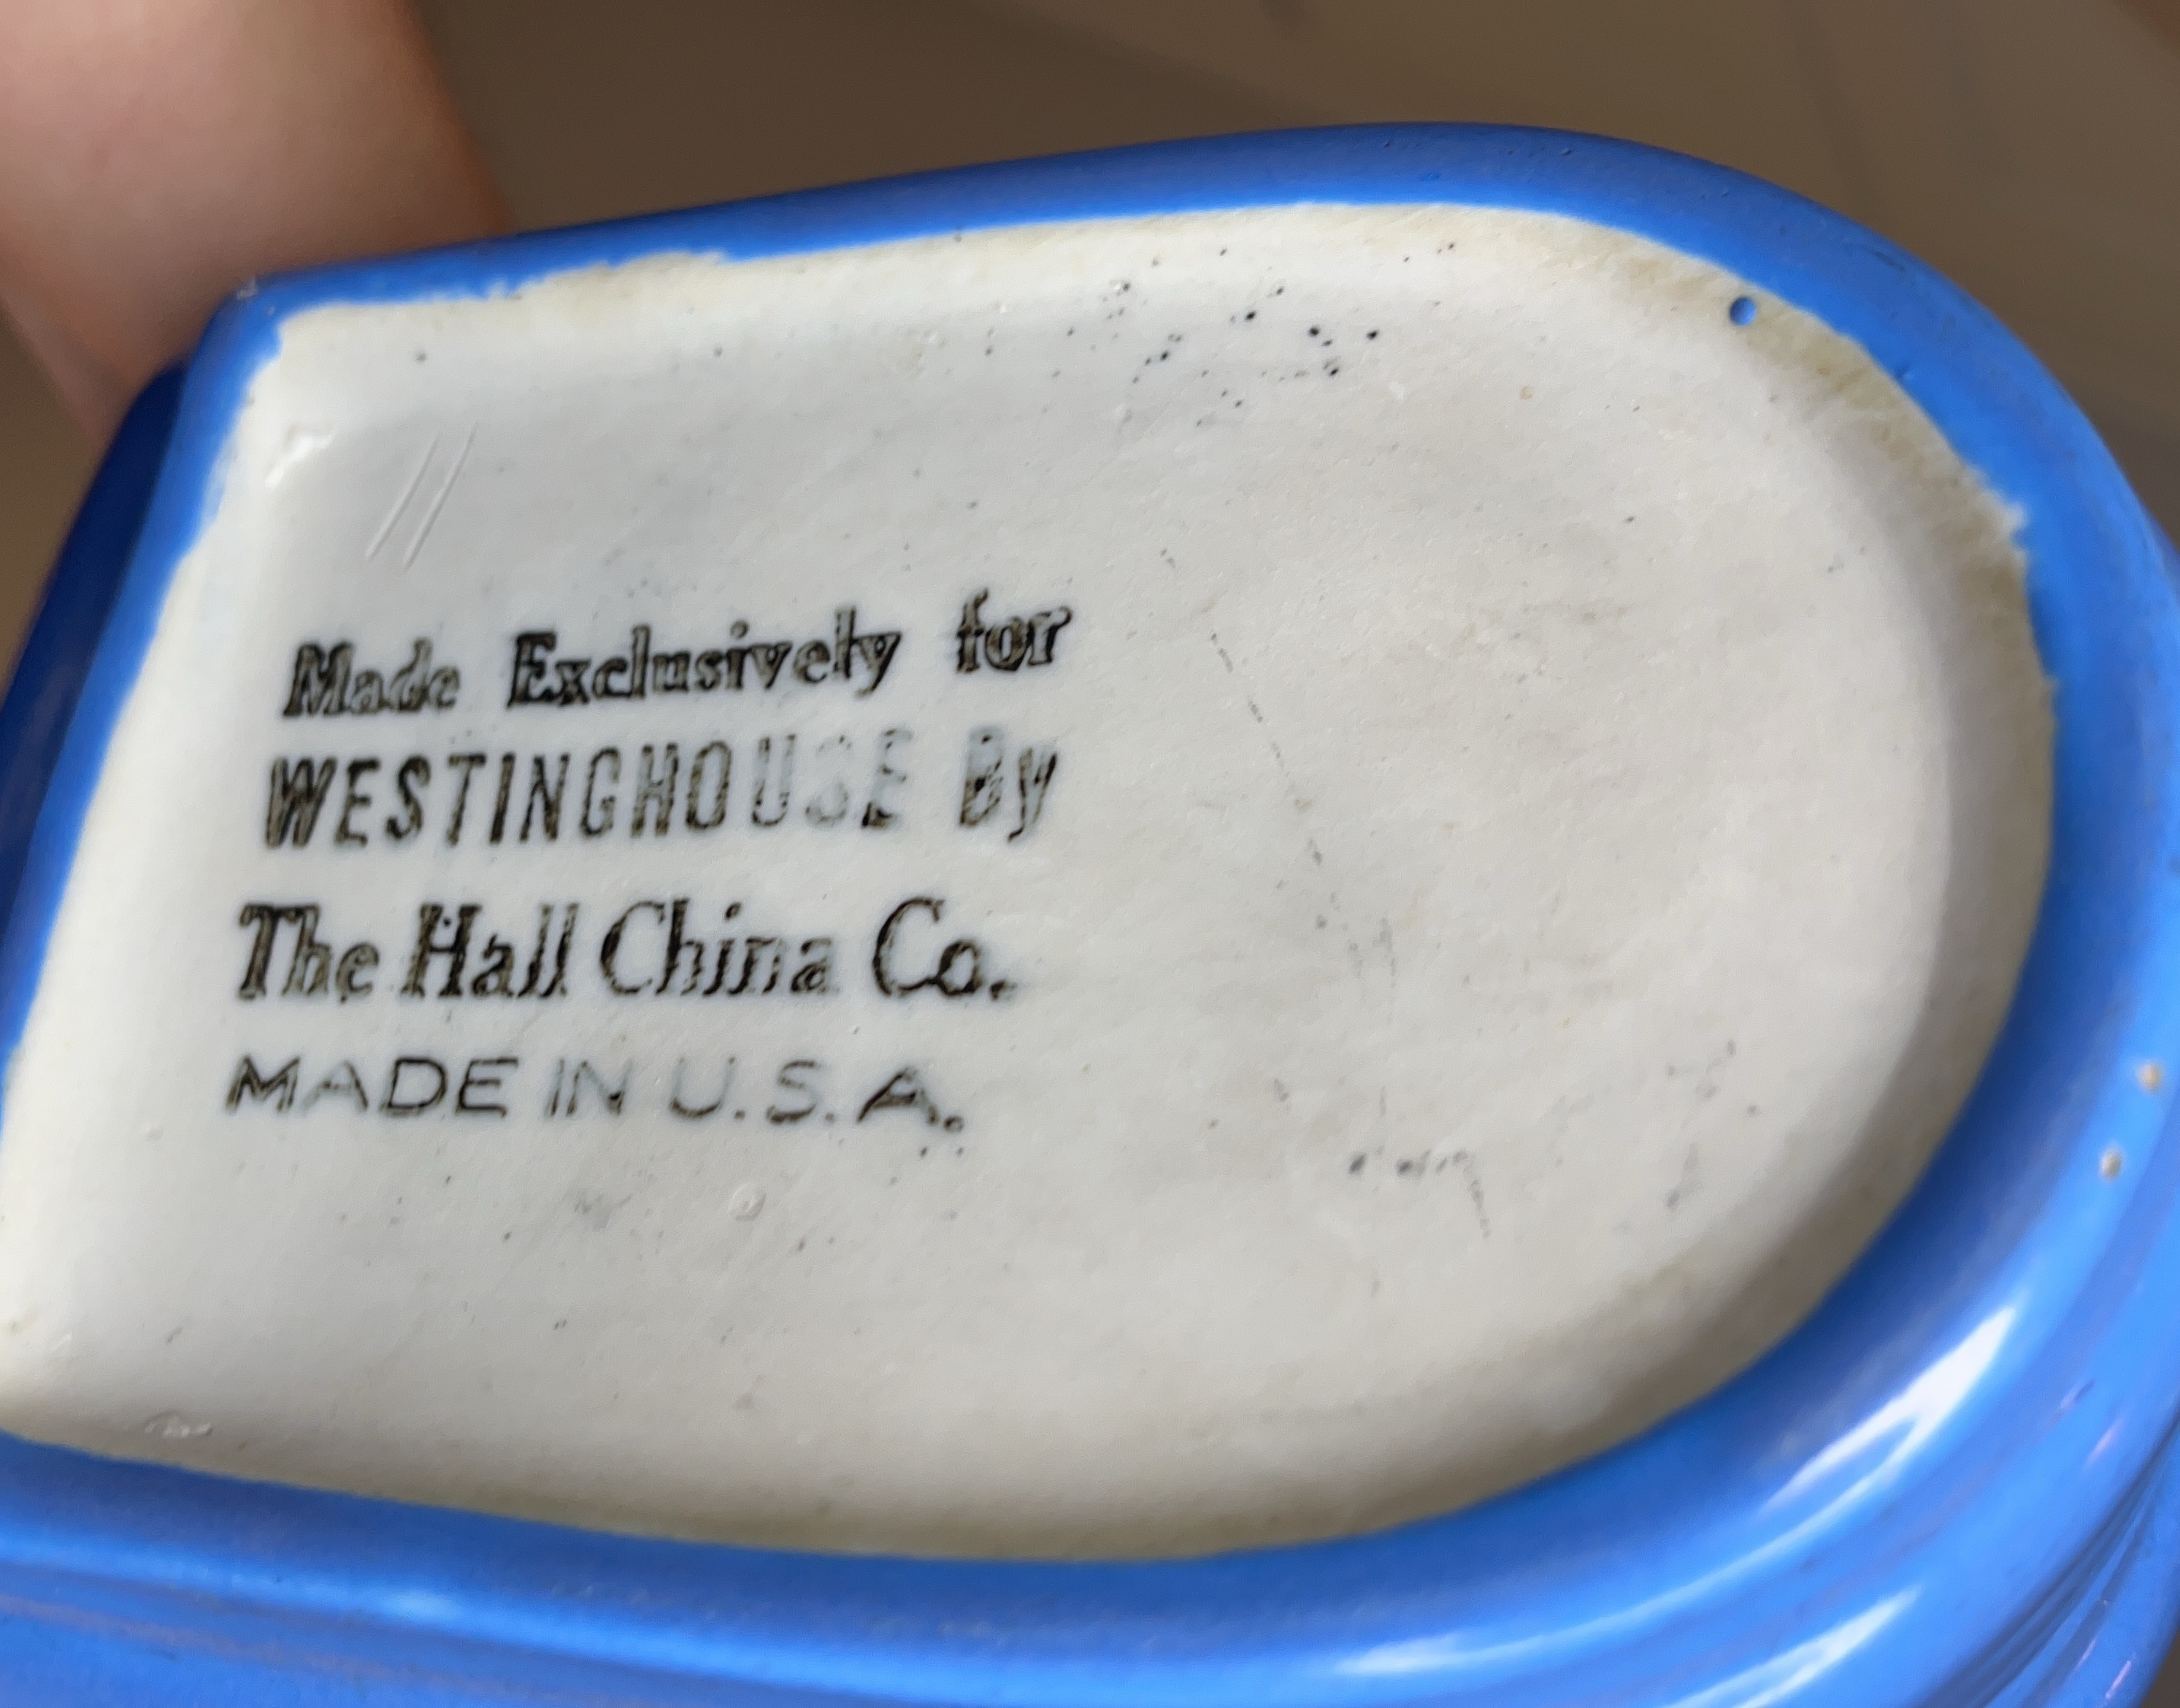 Made Exclusively for
WESTINGHOUSE By
The Hall China Co.
MADE IN U.S.A.